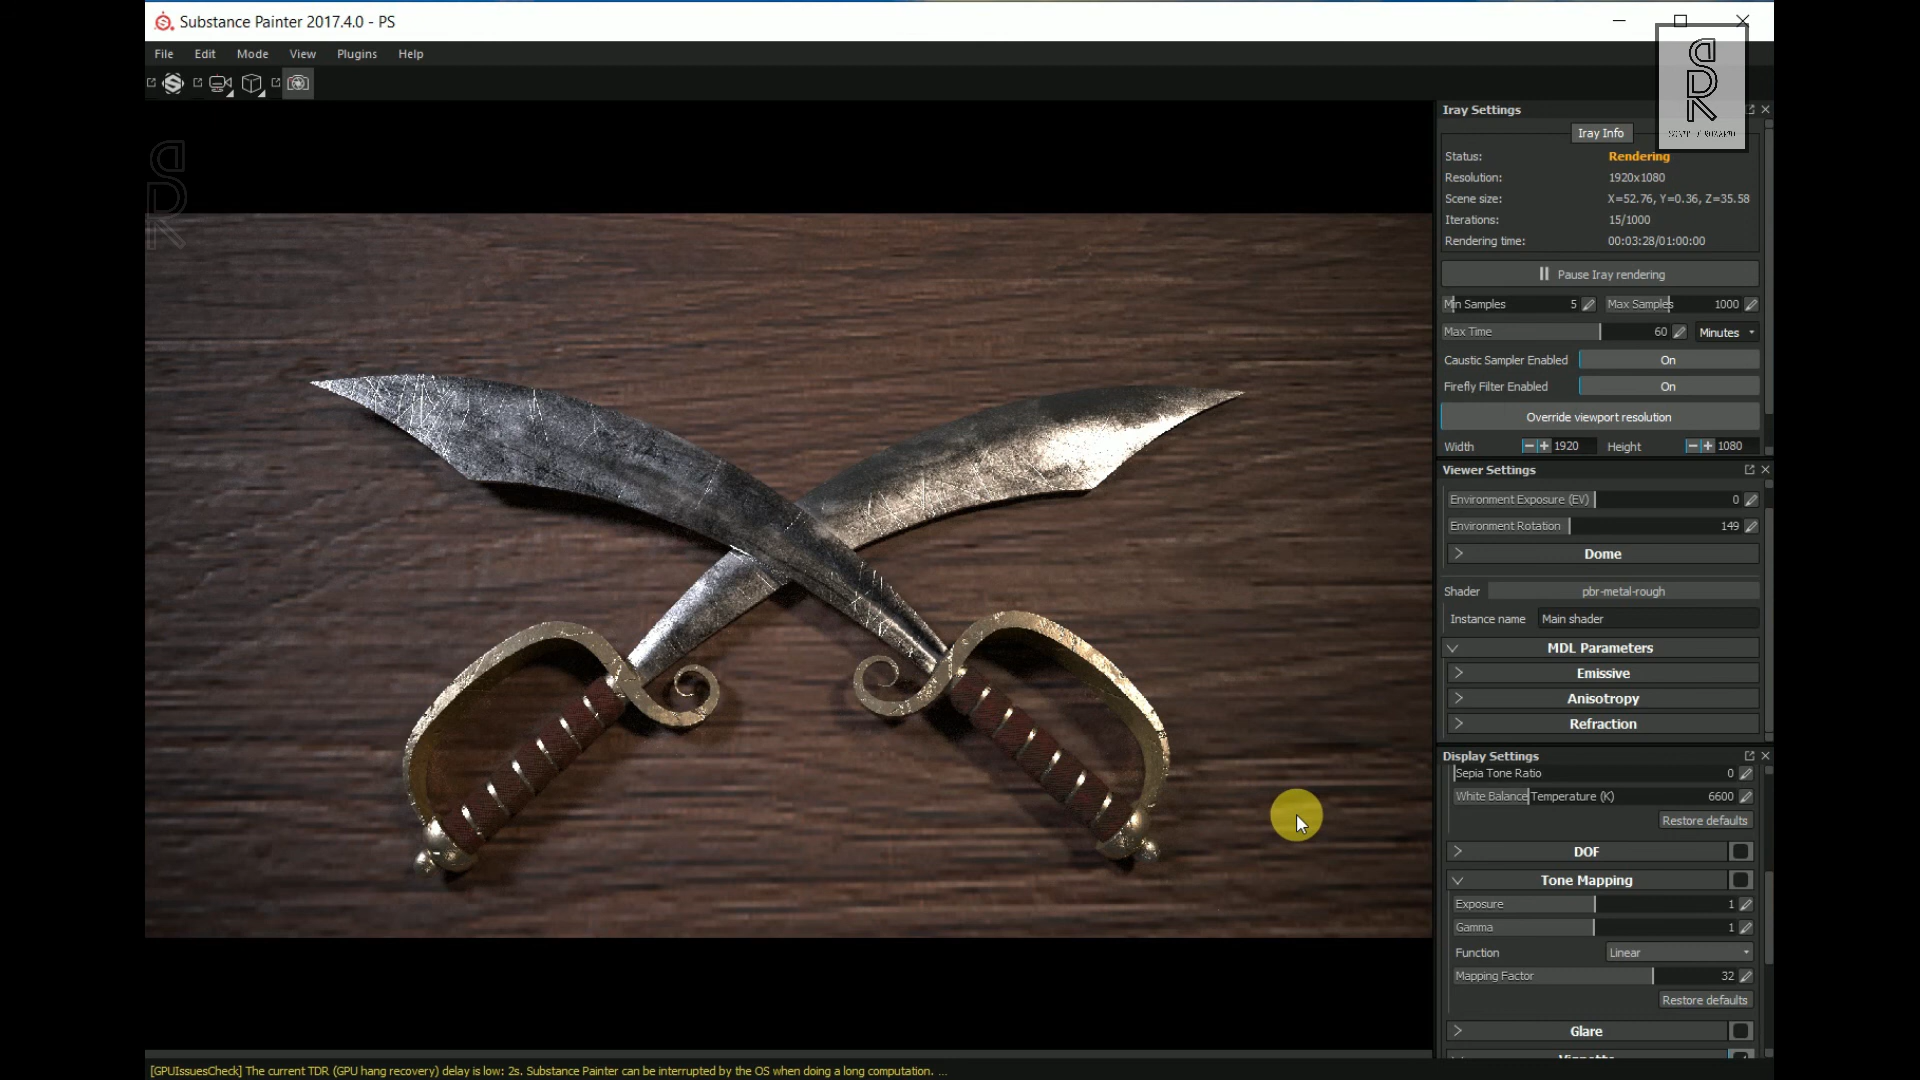 Substance Painter 2017.4.0 - PS
File Edit Mode View Plugins Help
SDR
SDR
Iray Settings
Iray Info
Status: Rendering
Resolution: 1920x1080
Scene size: X=52.76, Y=0.36, Z=35.58
Iterations: 15/1000
Rendering time: 00:03:28/01:00:00
Pause Iray rendering
Min Samples 5 Max Samples 1000
Max Time 60 Minutes
Caustic Sampler Enabled On
Firefly Filter Enabled On
Override viewport resolution
Width 1920 Height 1080
Viewer Settings
Environment Exposure (EV) 0
Environment Rotation 149
Dome
Shader pbr-metal-rough
Instance name Main shader
MDL Parameters
Emissive
Anisotropy
Refraction
Display Settings
Sepia Tone Ratio 0
White Balance Temperature (K) 6600
Restore defaults
DOF
Tone Mapping
Exposure 1
Gamma 1
Function Linear
Mapping Factor 32
Restore defaults
Glare
[GPUIssuesCheck] The current TDR (GPU hang recovery) delay is low: 2s. Substance Painter can be interrupted by the OS when doing a long computation. ...